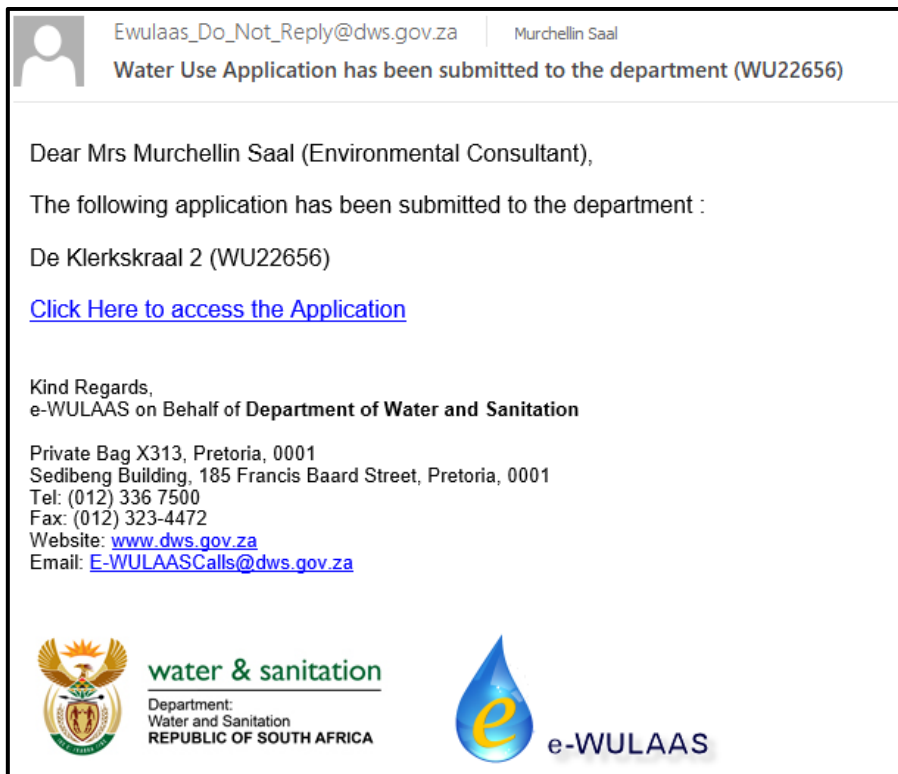 Ewulaas_Do_Not_Reply@dws.gov.za | Murchellin Saal
Water Use Application has been submitted to the department (WU22656)
Dear Mrs Murchellin Saal (Environmental Consultant),
The following application has been submitted to the department :
De Klerkskraal 2 (WU22656)
Click Here to access the Application
Kind Regards,
e-WULAAS on Behalf of Department of Water and Sanitation
Private Bag X313, Pretoria, 0001
Sedibeng Building, 185 Francis Baard Street, Pretoria, 0001
Tel: (012) 336 7500
Fax: (012) 323-4472
Website: www.dws.gov.za
Email: E-WULAASCalls@dws.gov.za
water & sanitation
Department:
Water and Sanitation
REPUBLIC OF SOUTH AFRICA
e
e-WULAAS